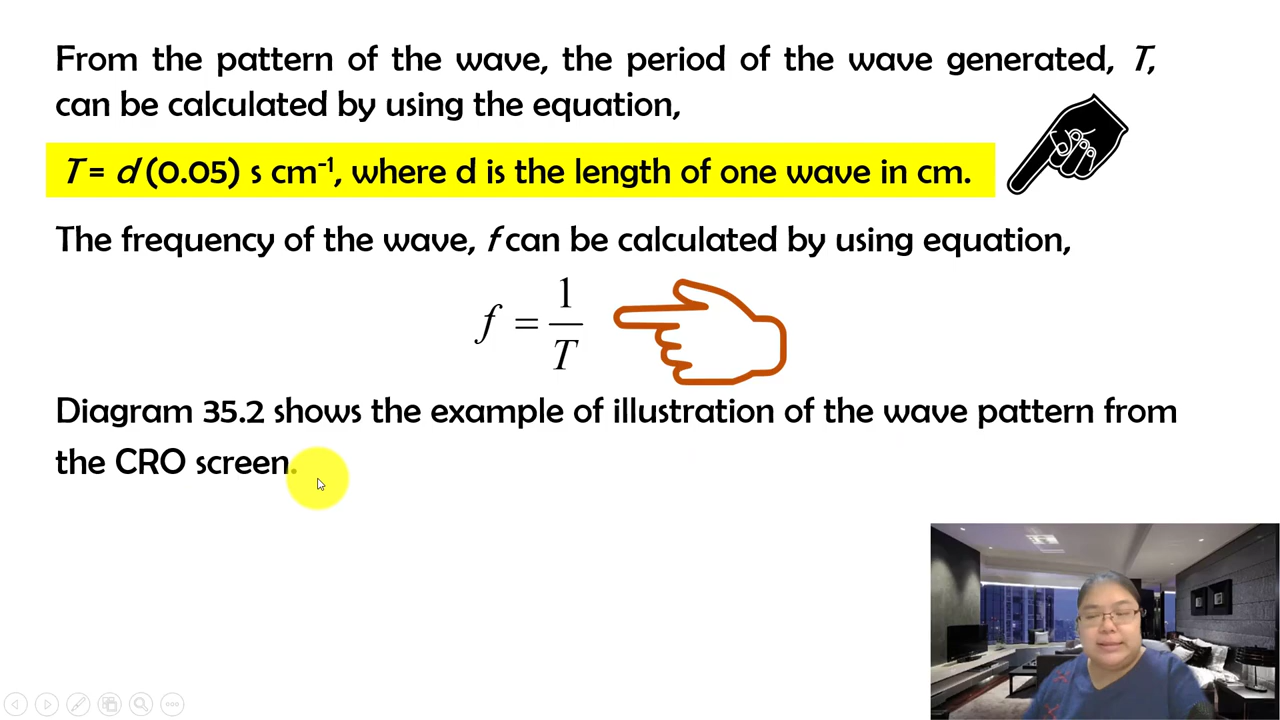 From the pattern of the wave, the period of the wave generated, T,
can be calculated by using the equation,
T = d (0.05) s cm⁻¹, where d is the length of one wave in cm.
The frequency of the wave, f can be calculated by using equation,
f = 1/T
Diagram 35.2 shows the example of illustration of the wave pattern from
the CRO screen.